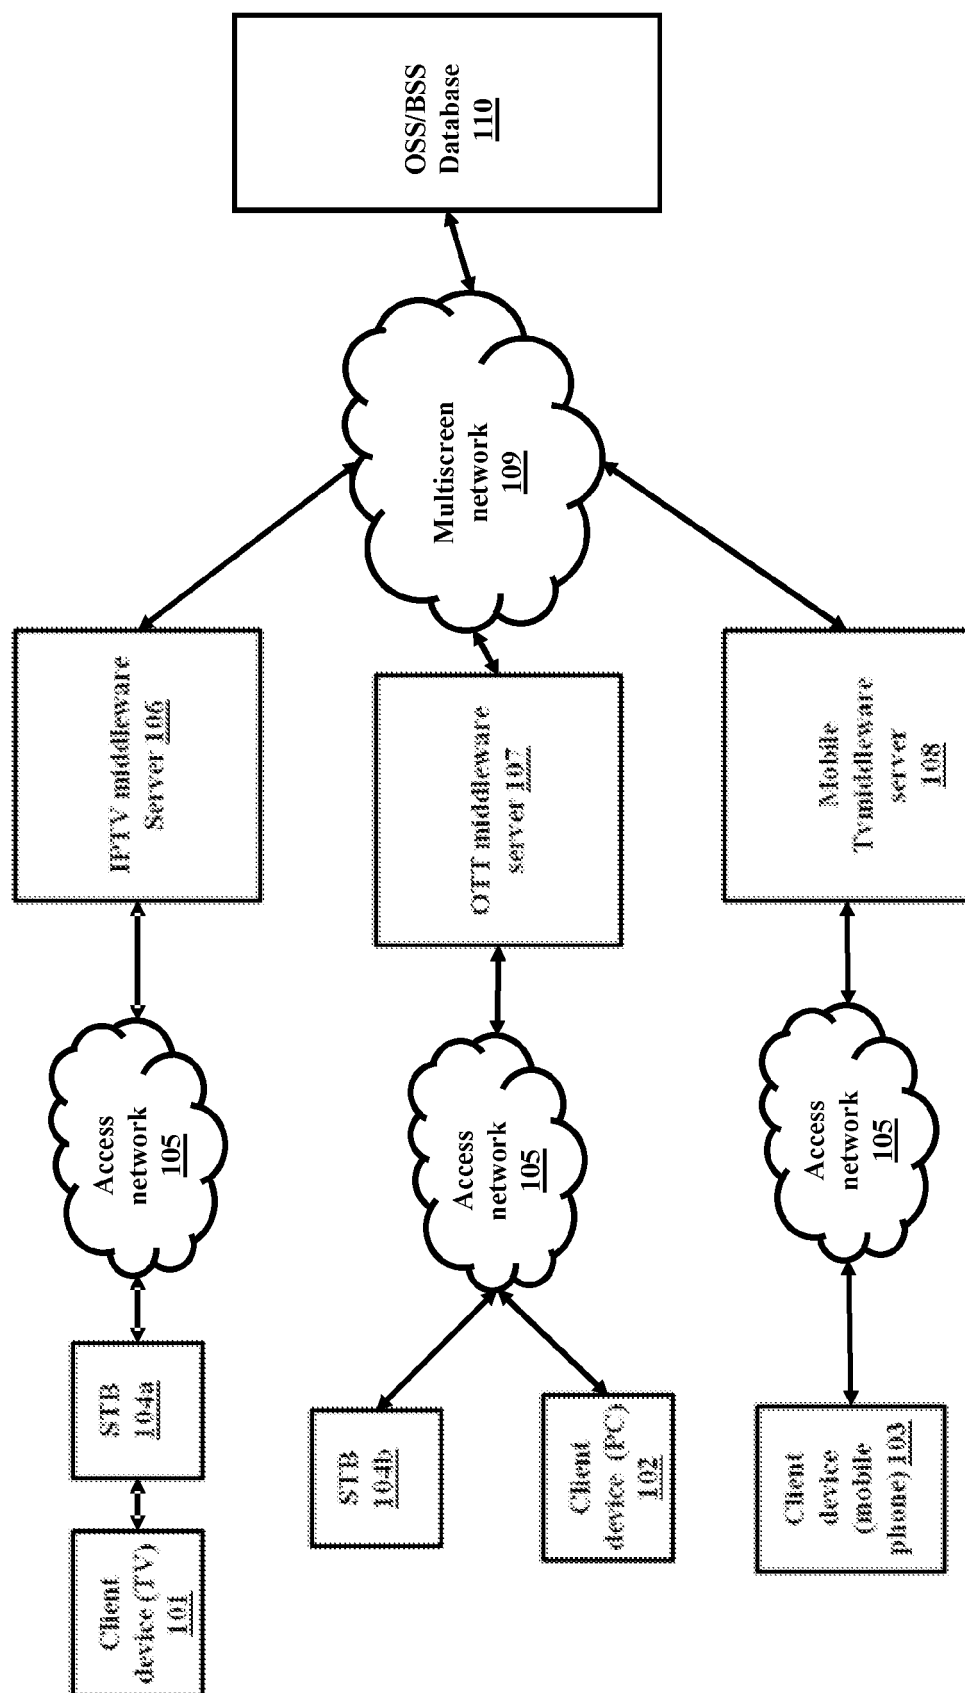 Client
device (TV)
101
STB
104a
Access
network
105
IPTV middleware
Server 106
STB
104b
Client
device (PC)
102
Access
network
105
OTT middleware
server 107
Multiscreen
network
109
OSS/BSS
Database
110
Client
device
(mobile
phone) 103
Access
network
105
Mobile
Tvmiddleware
server
108